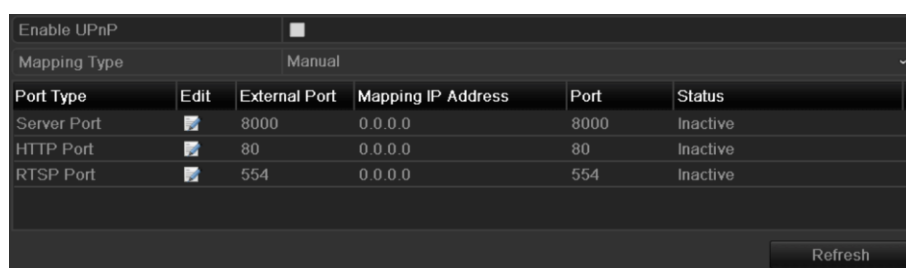 Enable UPnP
Mapping Type Manual
Port Type Edit External Port Mapping IP Address Port Status
Server Port 8000 0.0.0.0 8000 Inactive
HTTP Port 80 0.0.0.0 80 Inactive
RTSP Port 554 0.0.0.0 554 Inactive
Refresh